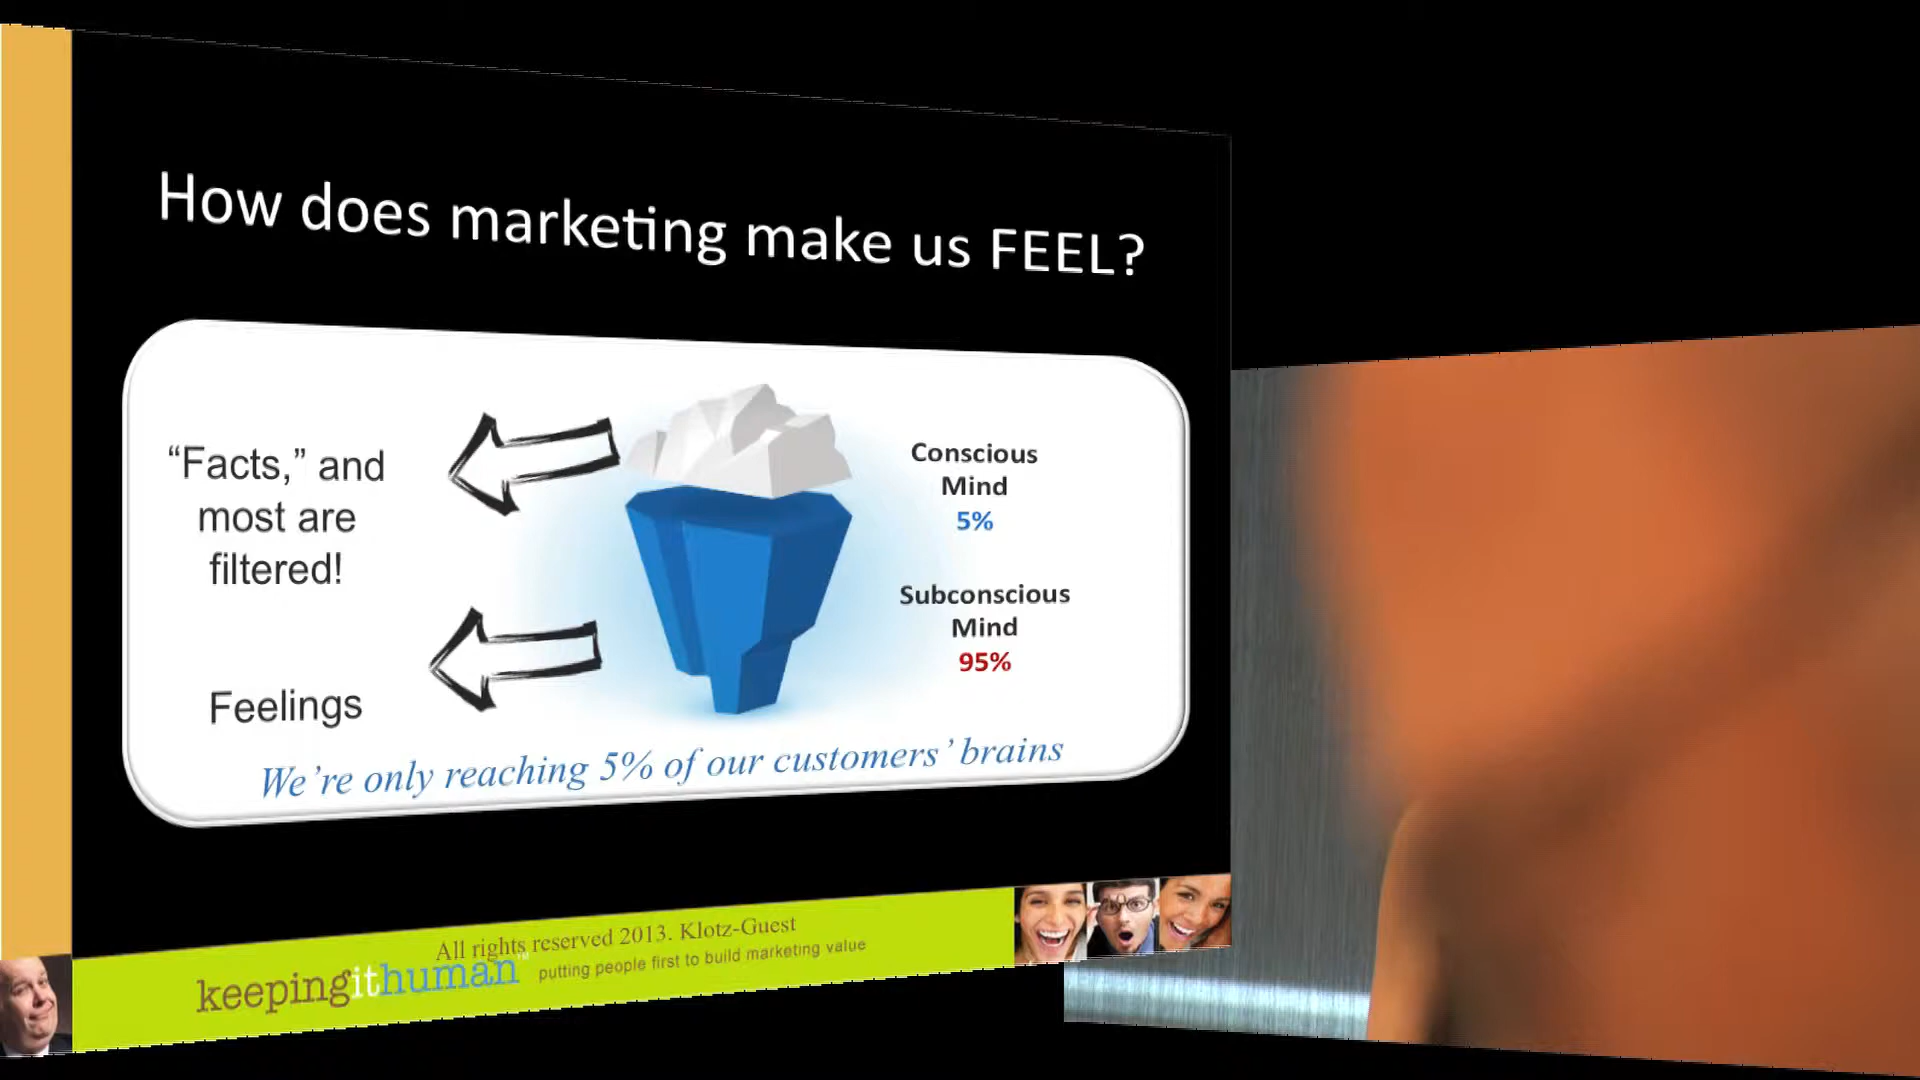 How does marketing make us FEEL?
“Facts,” and
most are
filtered!
Conscious
Mind
5%
Subconscious
Mind
95%
Feelings
We’re only reaching 5% of our customers’ brains
All rights reserved 2013. Klotz-Guest
keepingithuman™ putting people first to build marketing value